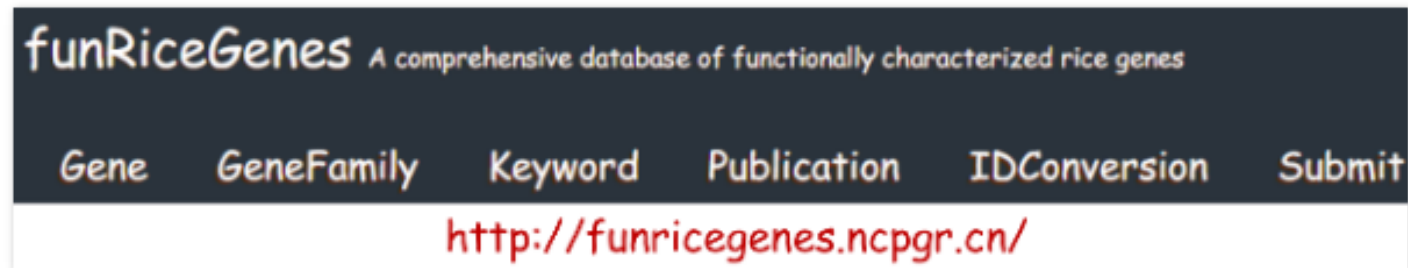 funRiceGenes A comprehensive database of functionally characterized rice genes
Gene GeneFamily Keyword Publication IDConversion Submit
http://funricegenes.ncpgr.cn/